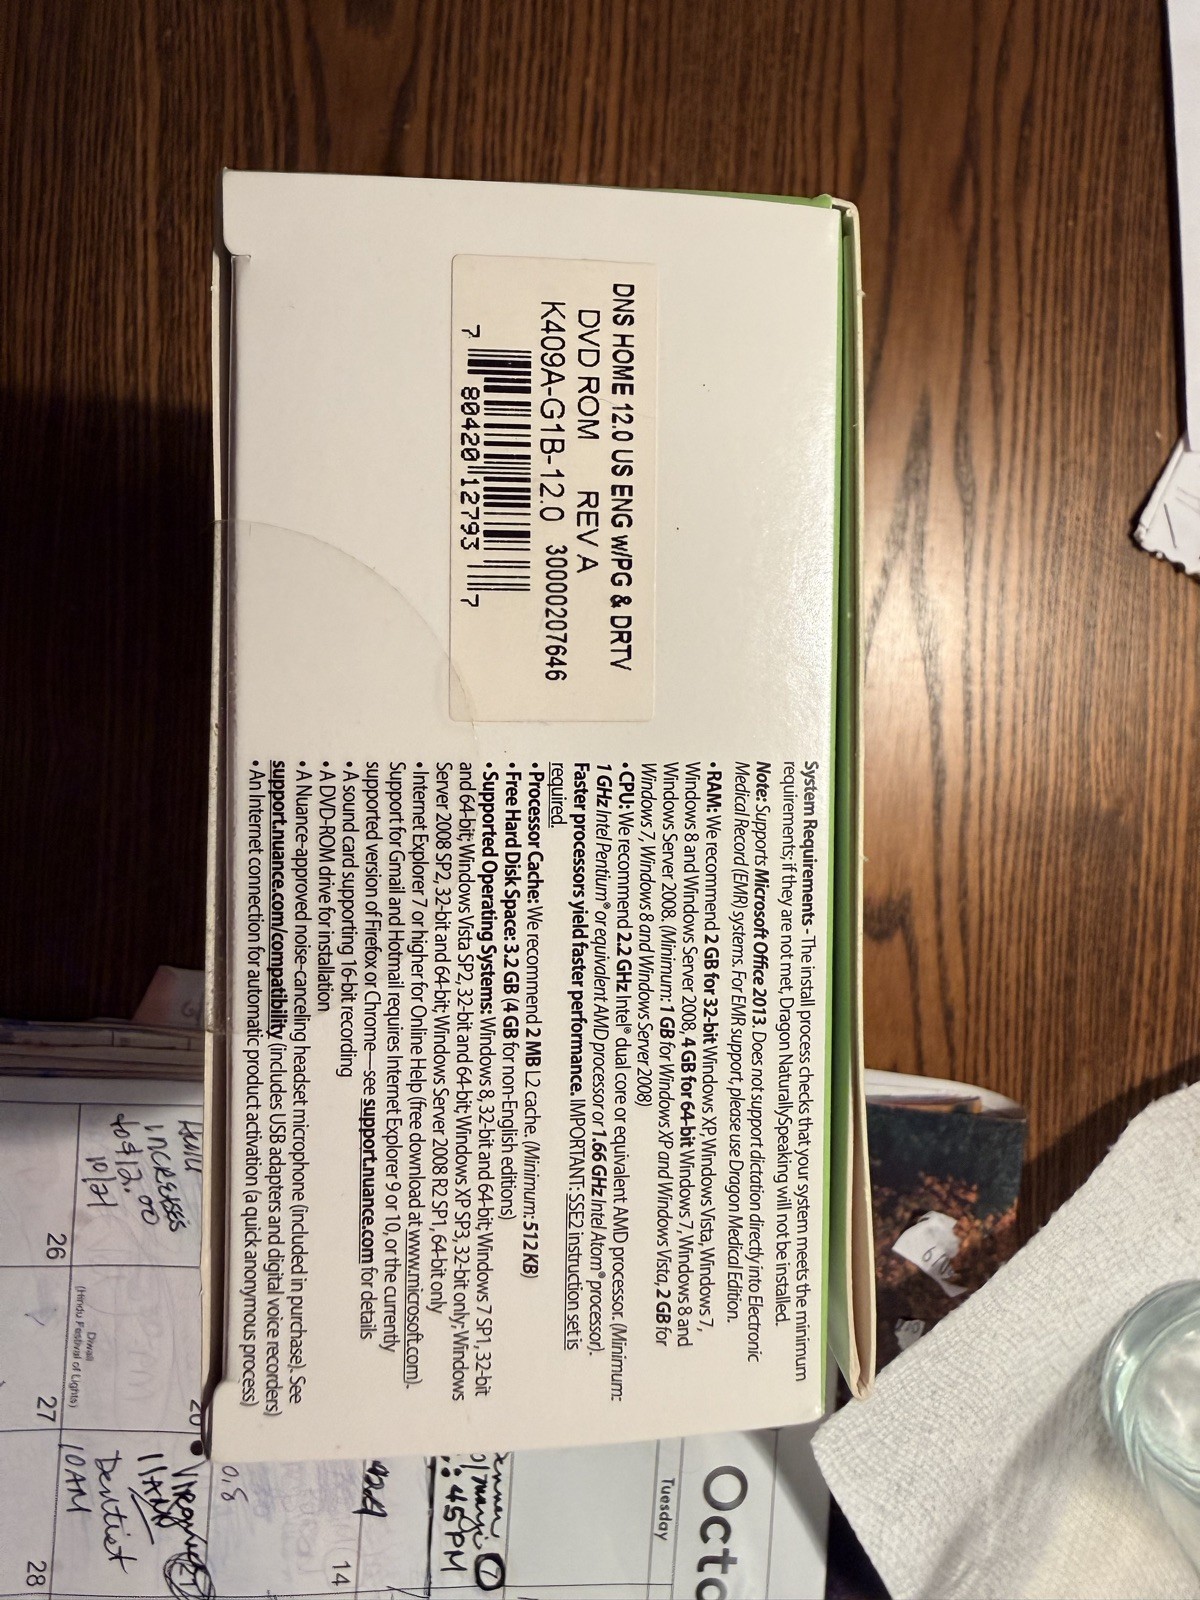 DNS HOME 12.0 US ENG w/PG & DRTV
DVD ROM REV A
K409A-G1B-12.0 30000207646
7 80420 12793 7
System Requirements - The install process checks that your system meets the minimum
requirements; if they are not met, Dragon NaturallySpeaking will not be installed.
Note: Supports Microsoft Office 2013. Does not support dictation directly into Electronic
Medical Record (EMR) systems. For EMR support, please use Dragon Medical Edition.
• RAM: We recommend 2 GB for 32-bit Windows XP, Windows Vista, Windows 7,
Windows 8 and Windows Server 2008, 4 GB for 64-bit Windows 7, Windows 8 and
Windows Server 2008. (Minimum: 1 GB for Windows XP and Windows Vista, 2 GB for
Windows 7, Windows 8 and Windows Server 2008)
• CPU: We recommend 2.2 GHz Intel® dual core or equivalent AMD processor. (Minimum:
1 GHz Intel Pentium® or equivalent AMD processor or 1.66 GHz Intel Atom® processor).
Faster processors yield faster performance. IMPORTANT: SSE2 instruction set is
required.
• Processor Cache: We recommend 2 MB L2 cache. (Minimum: 512 KB)
• Free Hard Disk Space: 3.2 GB (4 GB for non-English editions)
• Supported Operating Systems: Windows 8, 32-bit and 64-bit; Windows 7 SP1, 32-bit
and 64-bit; Windows Vista SP2, 32-bit and 64-bit; Windows XP SP3, 32-bit only; Windows
Server 2008 SP2, 32-bit and 64-bit; Windows Server 2008 R2 SP1, 64-bit only
• Internet Explorer 7 or higher for Online Help (free download at www.microsoft.com).
Support for Gmail and Hotmail requires Internet Explorer 9 or 10, or the currently
supported version of Firefox or Chrome—see support.nuance.com for details
• A sound card supporting 16-bit recording
• A DVD-ROM drive for installation
• A Nuance-approved noise-canceling headset microphone (included in purchase). See
support.nuance.com/compatibility (includes USB adapters and digital voice recorders)
• An Internet connection for automatic product activation (a quick anonymous process)
Octo
Tuesday
7
: 45 PM
14
20
increases
to $12.00
10/21
11AM
Dentist
10AM
26
Diwali
(Hindu Festival of Lights)
27
28